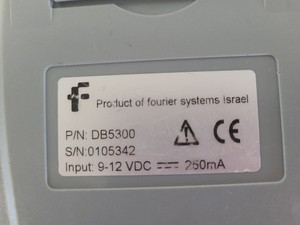 Product of fourier systems Israel
P/N: DB5300
S/N:0105342
CE
Input: 9-12 VDC 250mA